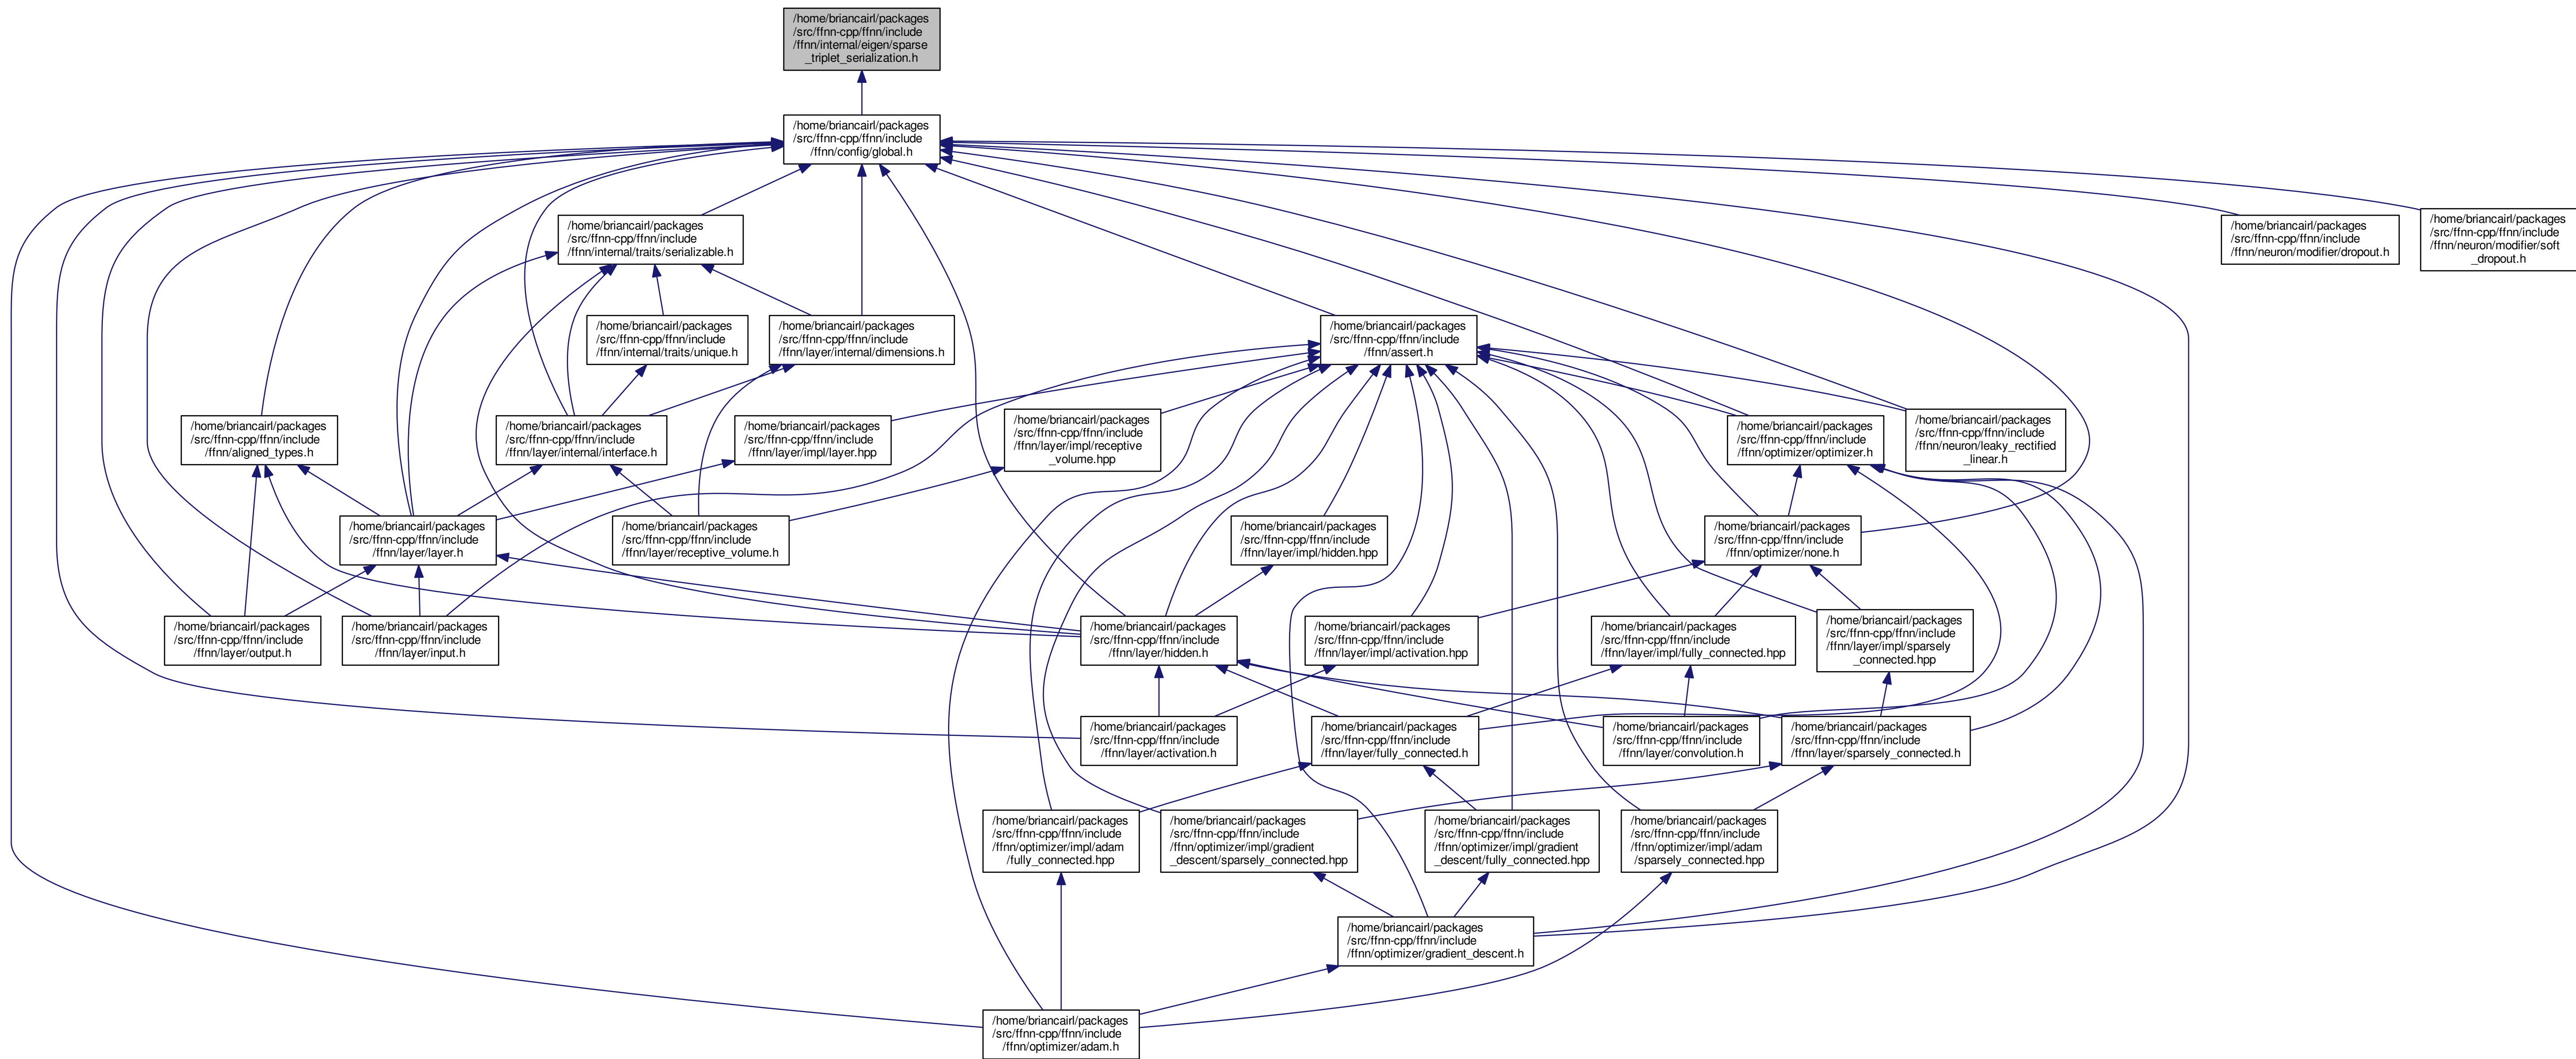 /home/briancairl/packages
/src/ffnn-cpp/ffnn/include
/ffnn/internal/eigen/sparse
_triplet_serialization.h
/home/briancairl/packages
/src/ffnn-cpp/ffnn/include
/ffnn/config/global.h
/home/briancairl/packages
/src/ffnn-cpp/ffnn/include
/ffnn/internal/traits/serializable.h
/home/briancairl/packages
/src/ffnn-cpp/ffnn/include
/ffnn/neuron/modifier/dropout.h
/home/briancairl/packages
/src/ffnn-cpp/ffnn/include
/ffnn/neuron/modifier/soft
_dropout.h
/home/briancairl/packages
/src/ffnn-cpp/ffnn/include
/ffnn/internal/traits/unique.h
/home/briancairl/packages
/src/ffnn-cpp/ffnn/include
/ffnn/layer/internal/dimensions.h
/home/briancairl/packages
/src/ffnn-cpp/ffnn/include
/ffnn/assert.h
/home/briancairl/packages
/src/ffnn-cpp/ffnn/include
/ffnn/aligned_types.h
/home/briancairl/packages
/src/ffnn-cpp/ffnn/include
/ffnn/layer/internal/interface.h
/home/briancairl/packages
/src/ffnn-cpp/ffnn/include
/ffnn/layer/impl/layer.hpp
/home/briancairl/packages
/src/ffnn-cpp/ffnn/include
/ffnn/layer/impl/receptive
_volume.hpp
/home/briancairl/packages
/src/ffnn-cpp/ffnn/include
/ffnn/optimizer/optimizer.h
/home/briancairl/packages
/src/ffnn-cpp/ffnn/include
/ffnn/neuron/leaky_rectified
_linear.h
/home/briancairl/packages
/src/ffnn-cpp/ffnn/include
/ffnn/layer/layer.h
/home/briancairl/packages
/src/ffnn-cpp/ffnn/include
/ffnn/layer/receptive_volume.h
/home/briancairl/packages
/src/ffnn-cpp/ffnn/include
/ffnn/layer/impl/hidden.hpp
/home/briancairl/packages
/src/ffnn-cpp/ffnn/include
/ffnn/optimizer/none.h
/home/briancairl/packages
/src/ffnn-cpp/ffnn/include
/ffnn/layer/output.h
/home/briancairl/packages
/src/ffnn-cpp/ffnn/include
/ffnn/layer/input.h
/home/briancairl/packages
/src/ffnn-cpp/ffnn/include
/ffnn/layer/hidden.h
/home/briancairl/packages
/src/ffnn-cpp/ffnn/include
/ffnn/layer/impl/activation.hpp
/home/briancairl/packages
/src/ffnn-cpp/ffnn/include
/ffnn/layer/impl/fully_connected.hpp
/home/briancairl/packages
/src/ffnn-cpp/ffnn/include
/ffnn/layer/impl/sparsely
_connected.hpp
/home/briancairl/packages
/src/ffnn-cpp/ffnn/include
/ffnn/layer/activation.h
/home/briancairl/packages
/src/ffnn-cpp/ffnn/include
/ffnn/layer/fully_connected.h
/home/briancairl/packages
/src/ffnn-cpp/ffnn/include
/ffnn/layer/convolution.h
/home/briancairl/packages
/src/ffnn-cpp/ffnn/include
/ffnn/layer/sparsely_connected.h
/home/briancairl/packages
/src/ffnn-cpp/ffnn/include
/ffnn/optimizer/impl/adam
/fully_connected.hpp
/home/briancairl/packages
/src/ffnn-cpp/ffnn/include
/ffnn/optimizer/impl/gradient
_descent/sparsely_connected.hpp
/home/briancairl/packages
/src/ffnn-cpp/ffnn/include
/ffnn/optimizer/impl/gradient
_descent/fully_connected.hpp
/home/briancairl/packages
/src/ffnn-cpp/ffnn/include
/ffnn/optimizer/impl/adam
/sparsely_connected.hpp
/home/briancairl/packages
/src/ffnn-cpp/ffnn/include
/ffnn/optimizer/gradient_descent.h
/home/briancairl/packages
/src/ffnn-cpp/ffnn/include
/ffnn/optimizer/adam.h